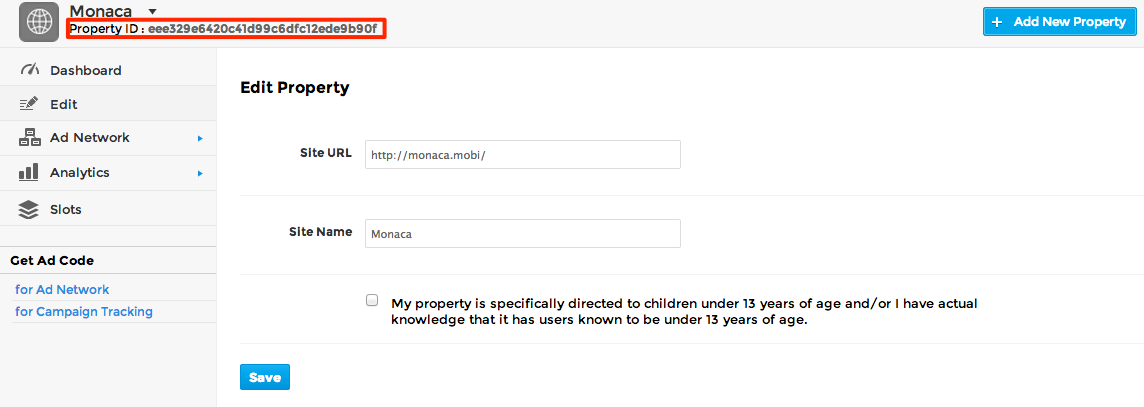 Monaca
Property ID : eee329e6420c41d99c6dfc12ede9b90f
+ Add New Property
Dashboard
Edit
Ad Network
Analytics
Slots
Get Ad Code
for Ad Network
for Campaign Tracking
Edit Property
Site URL
http://monaca.mobi/
Site Name
Monaca
My property is specifically directed to children under 13 years of age and/or I have actual
knowledge that it has users known to be under 13 years of age.
Save